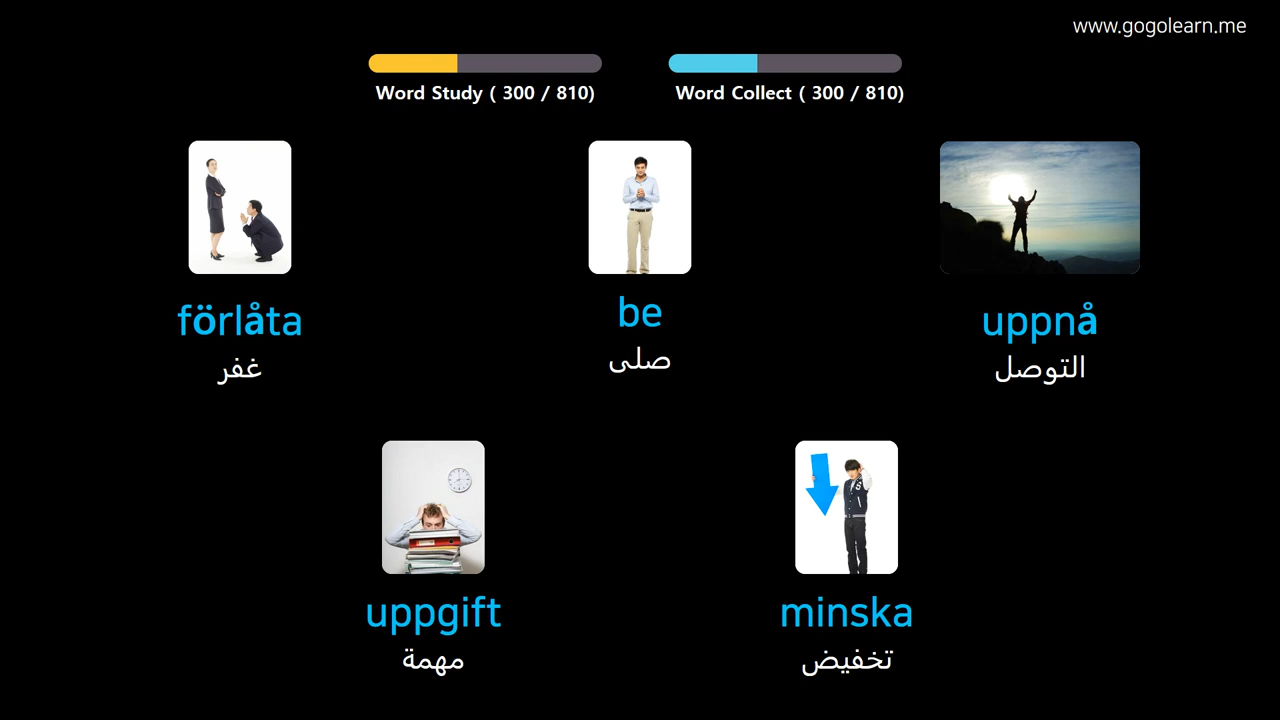 www.gogolearn.me
Word Study ( 300 / 810)
Word Collect ( 300 / 810)
förlåta
غفر
be
صلى
uppnå
التوصل
uppgift
مهمة
minska
تخفيض